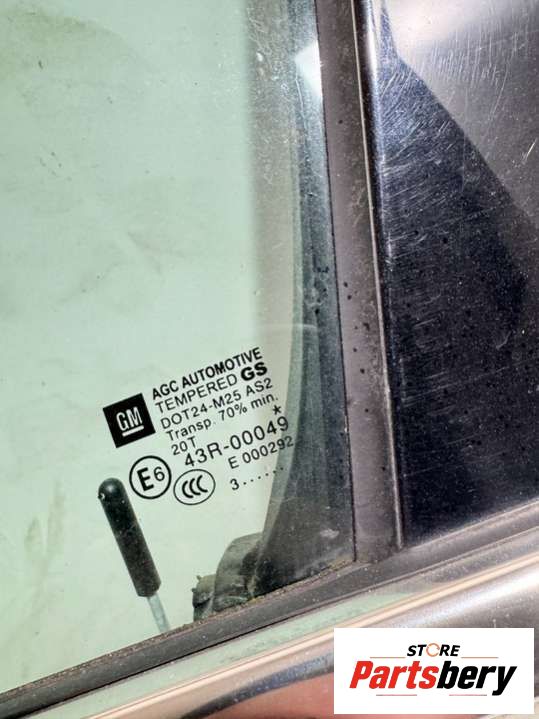 GM
AGC AUTOMOTIVE
TEMPERED GS
DOT24-M25 AS2
Transp. 70% min.
20T
43R-00049
E6
E 000292
CCC
3......
STORE
Partsbery